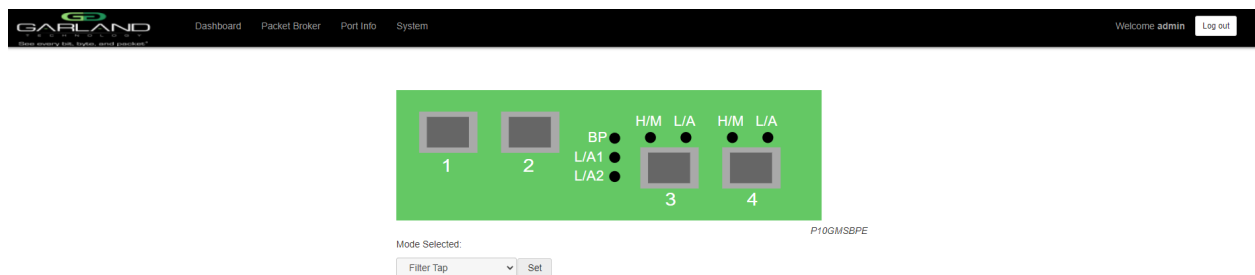 GARLAND
TECHNOLOGY
See every bit, byte, and packet®
Dashboard Packet Broker Port Info System
Welcome admin Log out
H/M L/A H/M L/A
BP
L/A1
L/A2
1 2
3 4
P10GMSBPE
Mode Selected:
Filter Tap Set